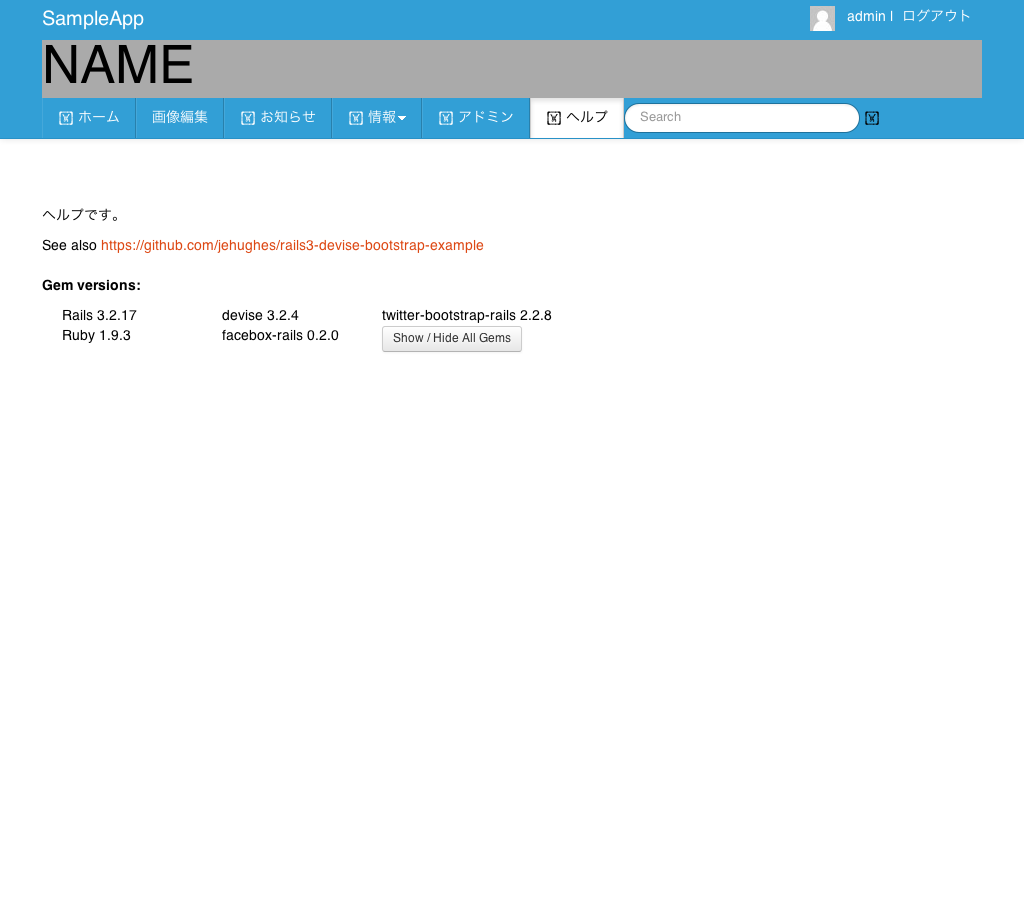 SampleApp
admin | ログアウト
NAME
ホーム 画像編集 お知らせ 情報 アドミン ヘルプ Search
ヘルプです。
See also https://github.com/jehughes/rails3-devise-bootstrap-example
Gem versions:
Rails 3.2.17 devise 3.2.4 twitter-bootstrap-rails 2.2.8
Ruby 1.9.3 facebox-rails 0.2.0 Show / Hide All Gems